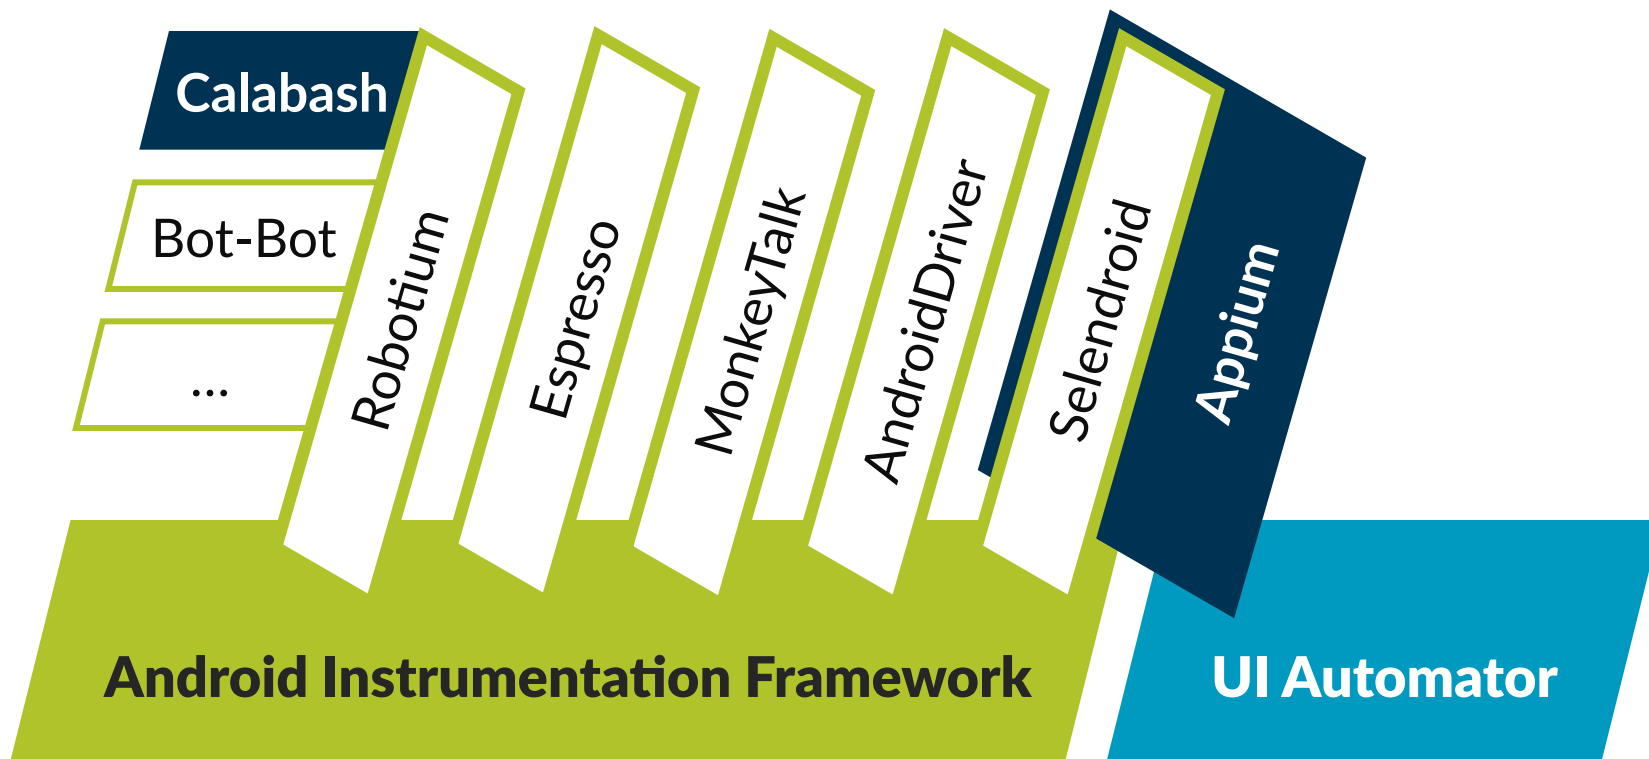 Calabash
Bot-Bot
...
Robotium
Espresso
MonkeyTalk
AndroidDriver
Selendroid
Appium
Android Instrumentation Framework
UI Automator